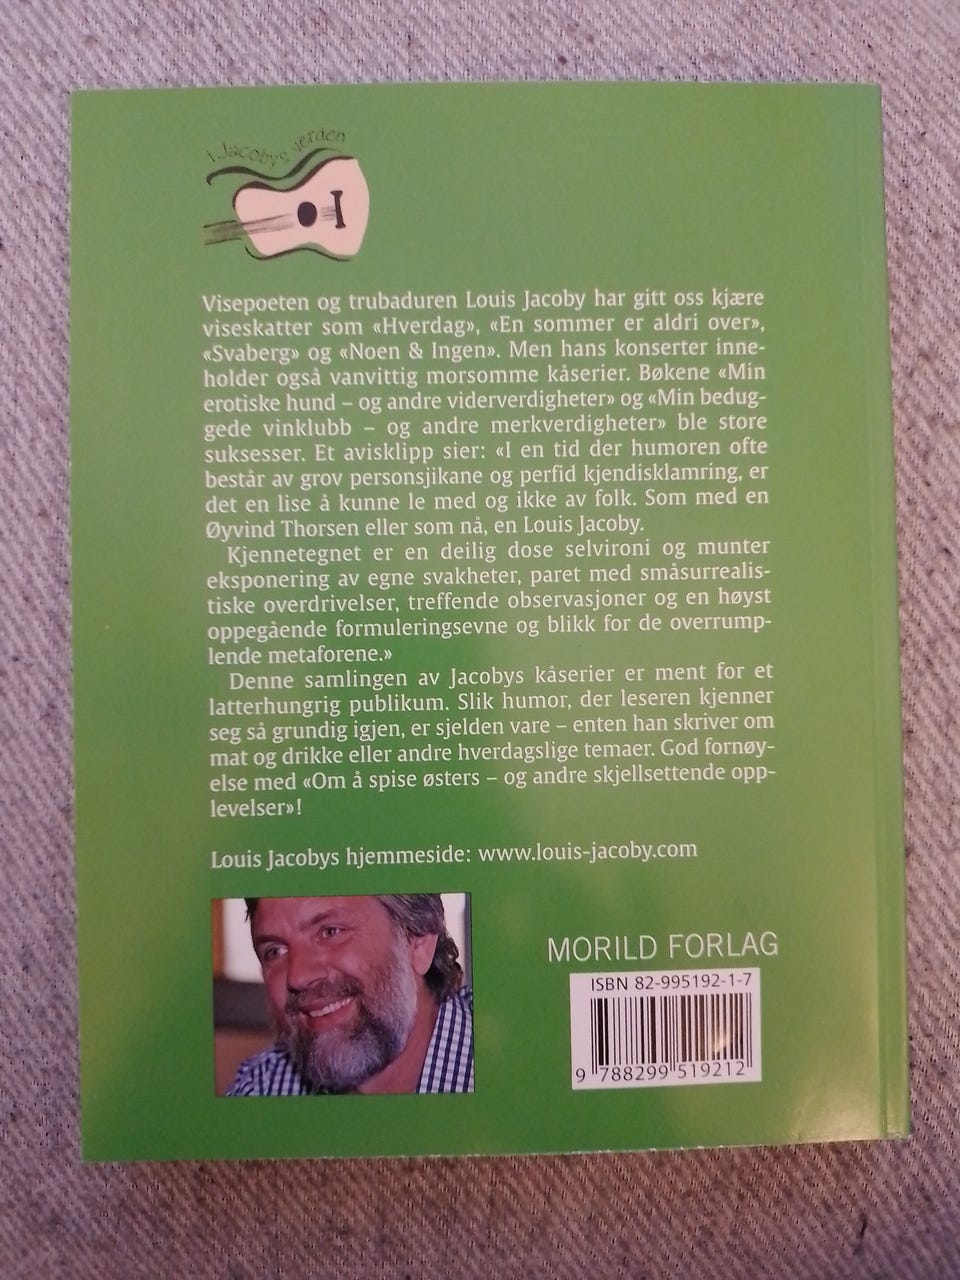 i Jacobys verden
Visepoeten og trubaduren Louis Jacoby har gitt oss kjære
viseskatter som «Hverdag», «En sommer er aldri over»,
«Svaberg» og «Noen & Ingen». Men hans konserter inne-
holder også vanvittig morsomme kåserier. Bøkene «Min
erotiske hund – og andre viderverdigheter» og «Min bedug-
gede vinklubb – og andre merkverdigheter» ble store
suksesser. Et avisklipp sier: «I en tid der humoren ofte
består av grov personsjikane og perfid kjendisklamring, er
det en lise å kunne le med og ikke av folk. Som med en
Øyvind Thorsen eller som nå, en Louis Jacoby.
Kjennetegnet er en deilig dose selvironi og munter
eksponering av egne svakheter, paret med småsurrealis-
tiske overdrivelser, treffende observasjoner og en høyst
oppegående formuleringsevne og blikk for de overrump-
lende metaforene.»
Denne samlingen av Jacobys kåserier er ment for et
latterhungrig publikum. Slik humor, der leseren kjenner
seg så grundig igjen, er sjelden vare – enten han skriver om
mat og drikke eller andre hverdagslige temaer. God fornøy-
else med «Om å spise østers – og andre skjellsettende opp-
levelser»!
Louis Jacobys hjemmeside: www.louis-jacoby.com
MORILD FORLAG
ISBN 82-995192-1-7
9 788299 519212